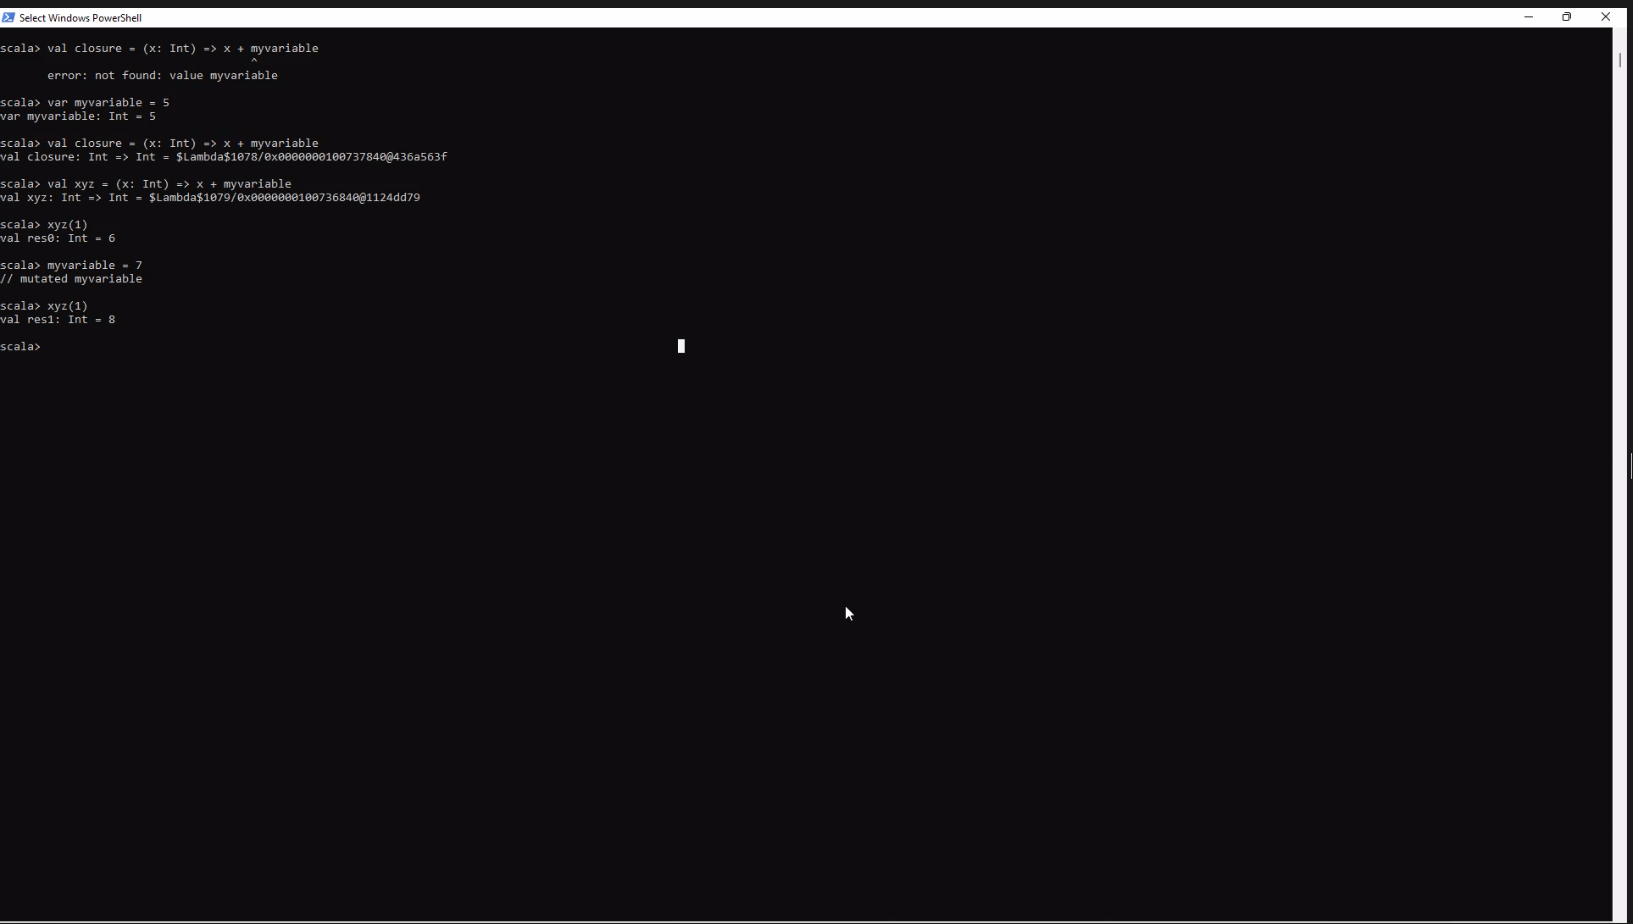 Select Windows PowerShell
scala> val closure = (x: Int) => x + myvariable
^
error: not found: value myvariable
scala> var myvariable = 5
var myvariable: Int = 5
scala> val closure = (x: Int) => x + myvariable
val closure: Int => Int = $Lambda$1078/0x0000000100737840@436a563f
scala> val xyz = (x: Int) => x + myvariable
val xyz: Int => Int = $Lambda$1079/0x0000000100736840@1124dd79
scala> xyz(1)
val res0: Int = 6
scala> myvariable = 7
// mutated myvariable
scala> xyz(1)
val res1: Int = 8
scala>